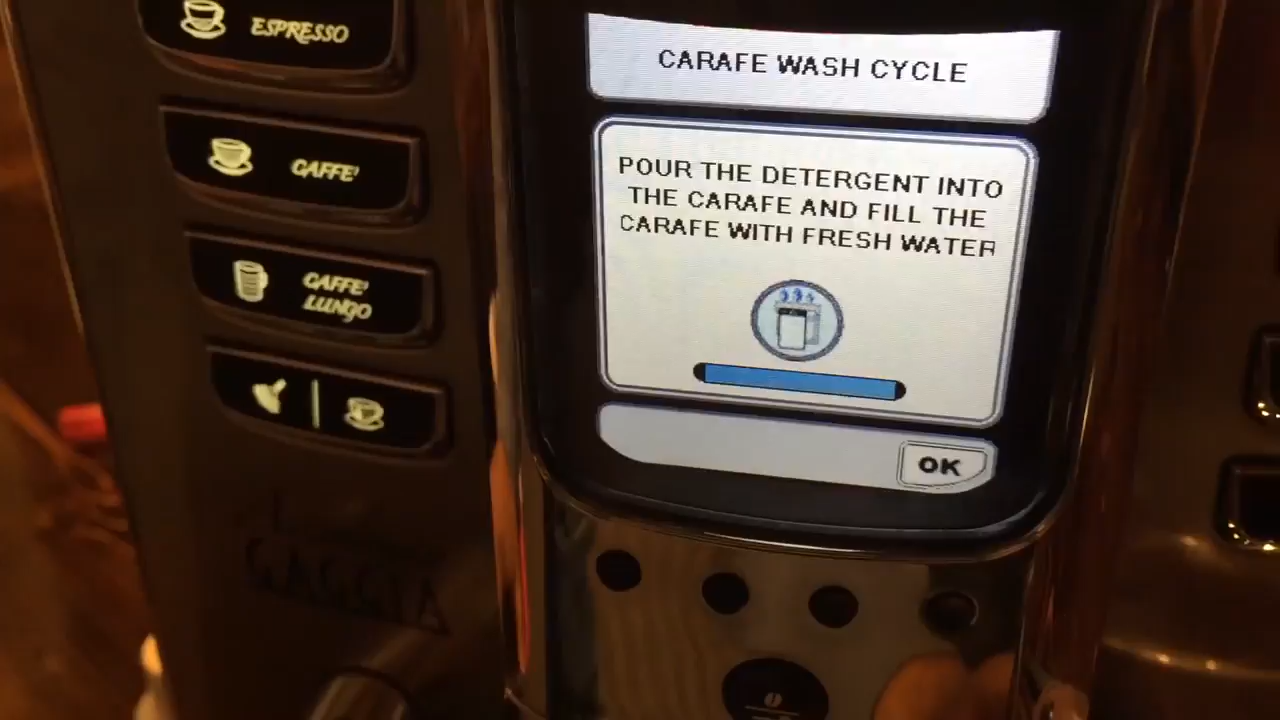 ESPRESSO
CARAFE WASH CYCLE
CAFFE'
POUR THE DETERGENT INTO
THE CARAFE AND FILL THE
CARAFE WITH FRESH WATER
CAFFE'
LUNGO
OK
GAGGIA